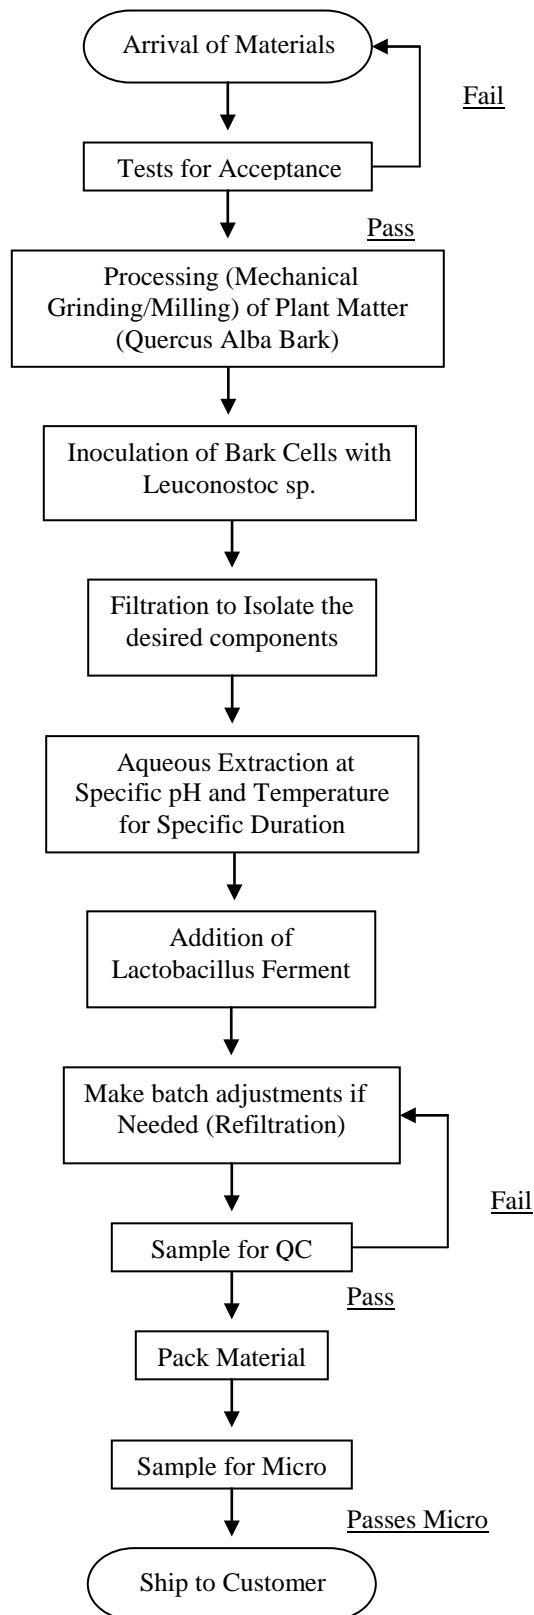 Arrival of Materials
Fail
Tests for Acceptance
Pass
Processing (Mechanical
Grinding/Milling) of Plant Matter
(Quercus Alba Bark)
Inoculation of Bark Cells with
Leuconostoc sp.
Filtration to Isolate the
desired components
Aqueous Extraction at
Specific pH and Temperature
for Specific Duration
Addition of
Lactobacillus Ferment
Make batch adjustments if
Needed (Refiltration)
Fail
Sample for QC
Pass
Pack Material
Sample for Micro
Passes Micro
Ship to Customer